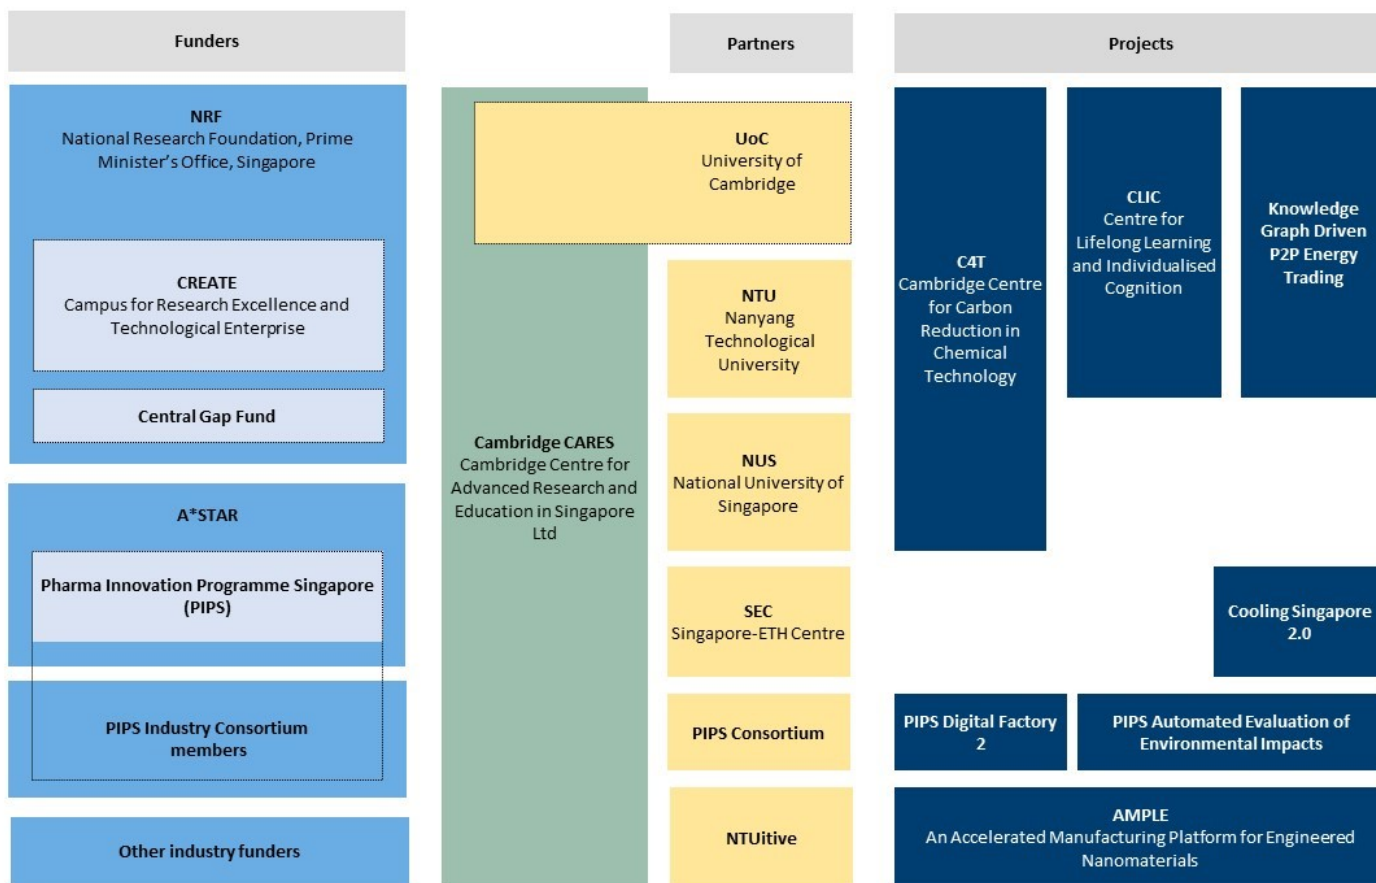 Funders
Partners
Projects
NRF
National Research Foundation, Prime
Minister's Office, Singapore
CREATE
Campus for Research Excellence and
Technological Enterprise
Central Gap Fund
A*STAR
Pharma Innovation Programme Singapore
(PIPS)
PIPS Industry Consortium
members
Other industry funders
Cambridge CARES
Cambridge Centre for
Advanced Research and
Education in Singapore
Ltd
UoC
University of
Cambridge
NTU
Nanyang
Technological
University
NUS
National University of
Singapore
SEC
Singapore-ETH Centre
PIPS Consortium
NTUitive
C4T
Cambridge Centre
for Carbon
Reduction in
Chemical
Technology
CLIC
Centre for
Lifelong Learning
and Individualised
Cognition
Knowledge
Graph Driven
P2P Energy
Trading
Cooling Singapore
2.0
PIPS Digital Factory
2
PIPS Automated Evaluation of
Environmental Impacts
AMPLE
An Accelerated Manufacturing Platform for Engineered
Nanomaterials